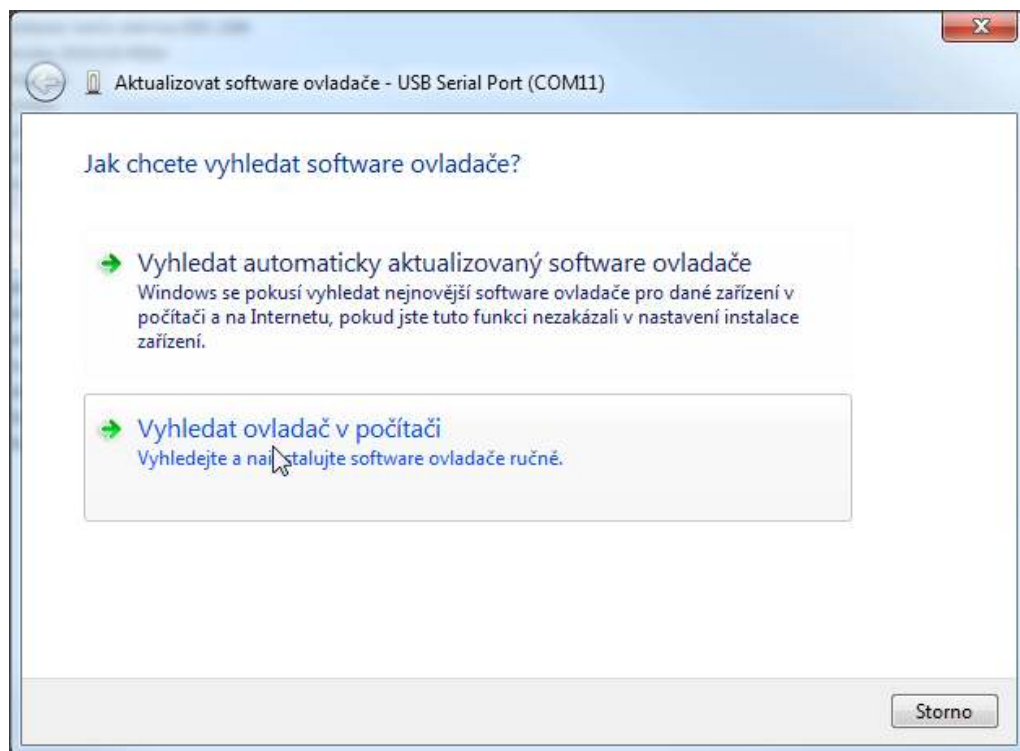 Aktualizovat software ovladače - USB Serial Port (COM11)
Jak chcete vyhledat software ovladače?
Vyhledat automaticky aktualizovaný software ovladače
Windows se pokusí vyhledat nejnovější software ovladače pro dané zařízení v
počítači a na Internetu, pokud jste tuto funkci nezakázali v nastavení instalace
zařízení.
Vyhledat ovladač v počítači
Vyhledejte a nainstalujte software ovladače ručně.
Storno